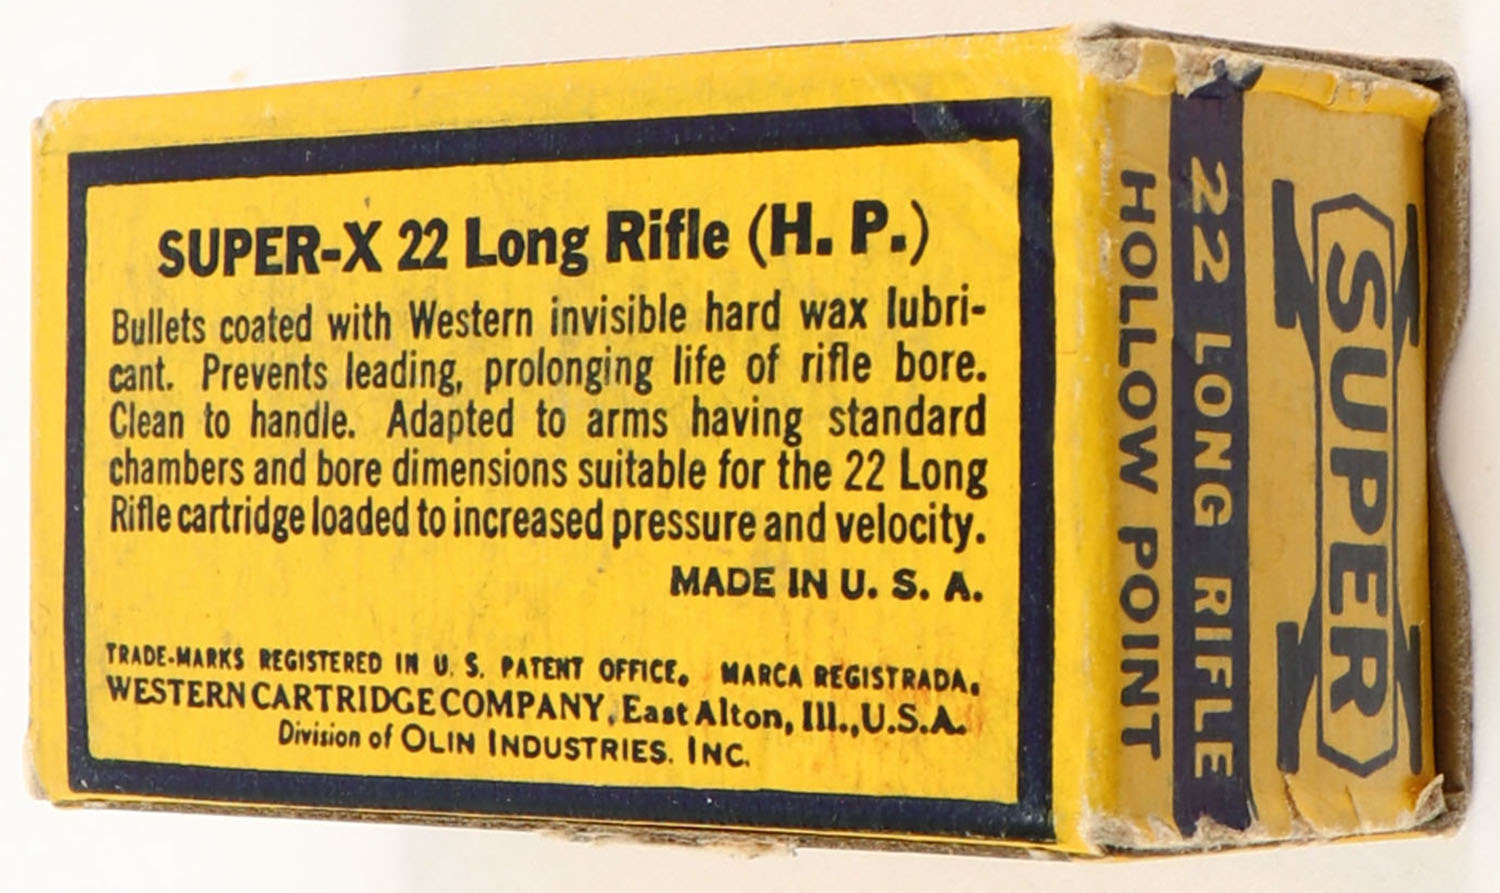 SUPER-X 22 Long Rifle (H. P.)
Bullets coated with Western invisible hard wax lubri-
cant. Prevents leading, prolonging life of rifle bore.
Clean to handle. Adapted to arms having standard
chambers and bore dimensions suitable for the 22 Long
Rifle cartridge loaded to increased pressure and velocity.
MADE IN U. S. A.
TRADE-MARKS REGISTERED IN U. S. PATENT OFFICE. MARCA REGISTRADA.
WESTERN CARTRIDGE COMPANY, East Alton, Ill., U.S.A.
Division of OLIN INDUSTRIES, INC.
SUPER X
22 LONG RIFLE
HOLLOW POINT